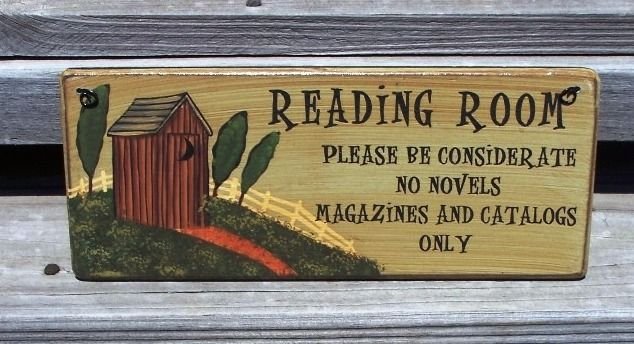 READING ROOM
PLEASE BE CONSIDERATE
NO NOVELS
MAGAZINES AND CATALOGS
ONLY